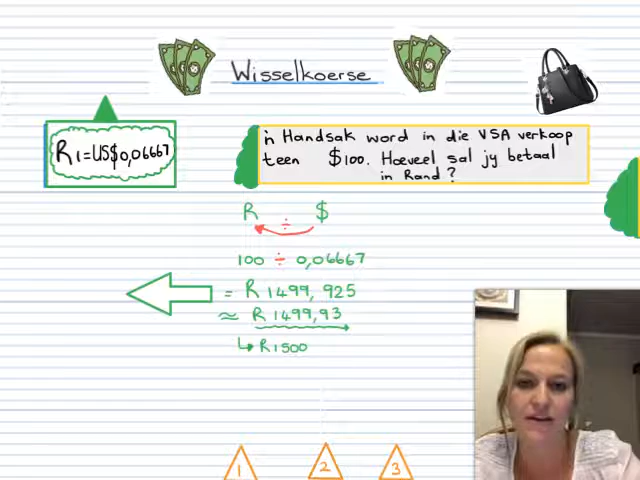 Wisselkoerse
R1=US$0,06667
'n Handsak word in die VSA verkoop
teen $100. Hoeveel sal jy betaal
in Rand?
R ÷ $
100 ÷ 0,06667
= R 1499,925
≈ R 1499,93
↳ R1500
1 2 3